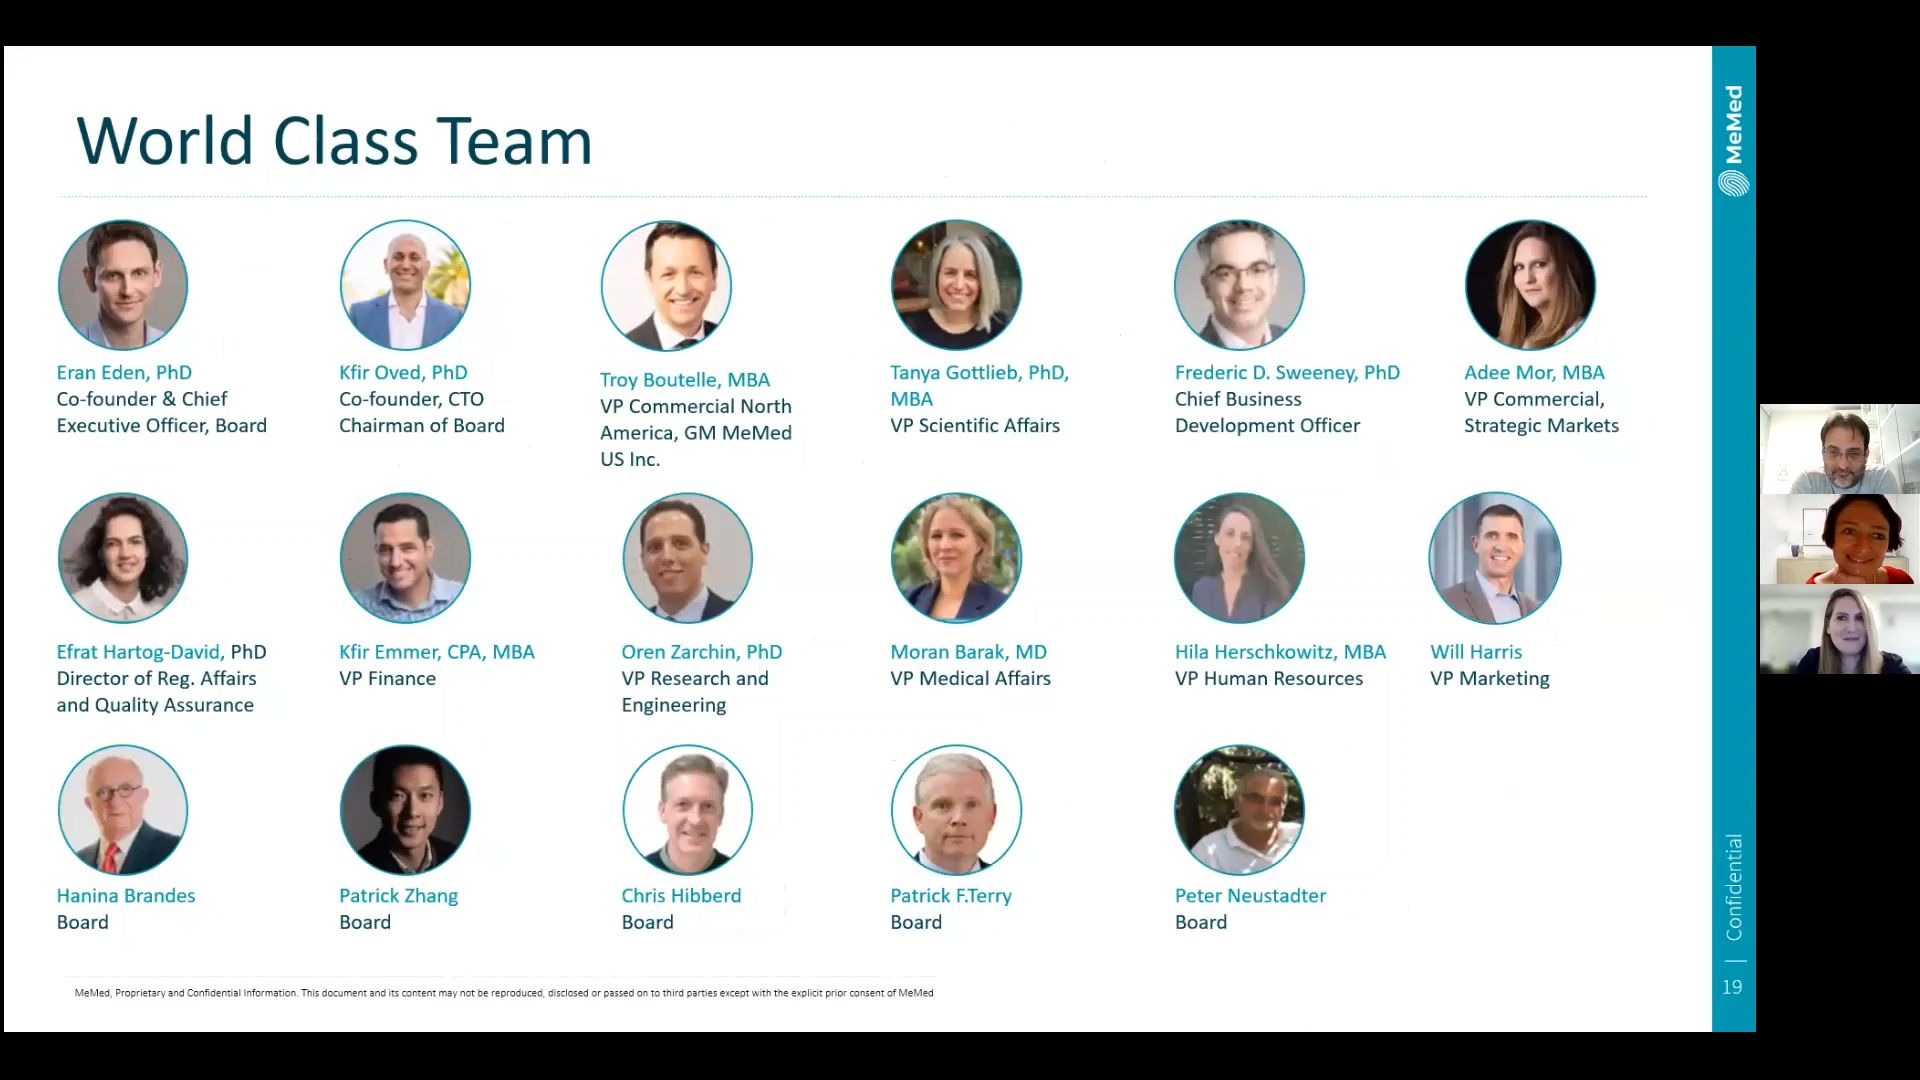 World Class Team
Eran Eden, PhD
Co-founder & Chief
Executive Officer, Board
Kfir Oved, PhD
Co-founder, CTO
Chairman of Board
Troy Boutelle, MBA
VP Commercial North
America, GM MeMed
US Inc.
Tanya Gottlieb, PhD,
MBA
VP Scientific Affairs
Frederic D. Sweeney, PhD
Chief Business
Development Officer
Adee Mor, MBA
VP Commercial,
Strategic Markets
Efrat Hartog-David, PhD
Director of Reg. Affairs
and Quality Assurance
Kfir Emmer, CPA, MBA
VP Finance
Oren Zarchin, PhD
VP Research and
Engineering
Moran Barak, MD
VP Medical Affairs
Hila Herschkowitz, MBA
VP Human Resources
Will Harris
VP Marketing
Hanina Brandes
Board
Patrick Zhang
Board
Chris Hibberd
Board
Patrick F.Terry
Board
Peter Neustadter
Board
MeMed, Proprietary and Confidential Information. This document and its content may not be reproduced, disclosed or passed on to third parties except with the explicit prior consent of MeMed
MeMed
Confidential
19